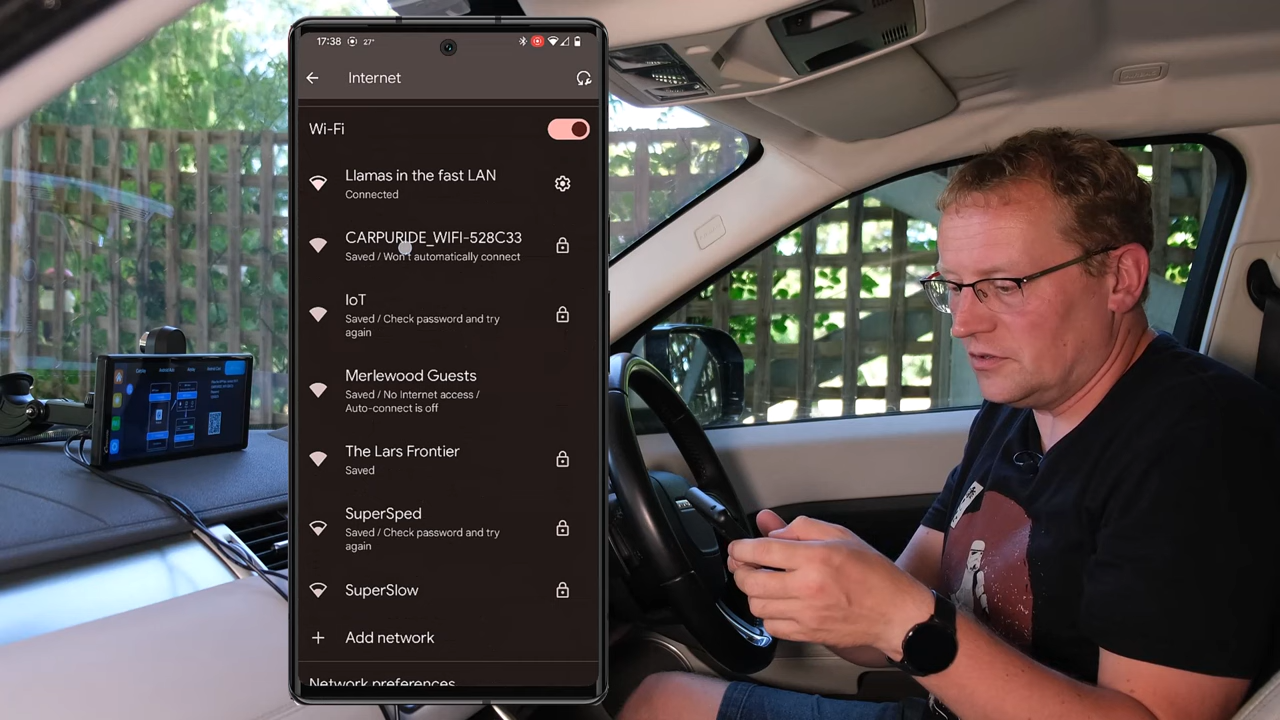 17:38 27°
Internet
Wi-Fi
Llamas in the fast LAN
Connected
CARPURIDE_WIFI-528C33
Saved / Won't automatically connect
IoT
Saved / Check password and try
again
Merlewood Guests
Saved / No Internet access /
Auto-connect is off
The Lars Frontier
Saved
SuperSped
Saved / Check password and try
again
SuperSlow
Add network
Network preferences